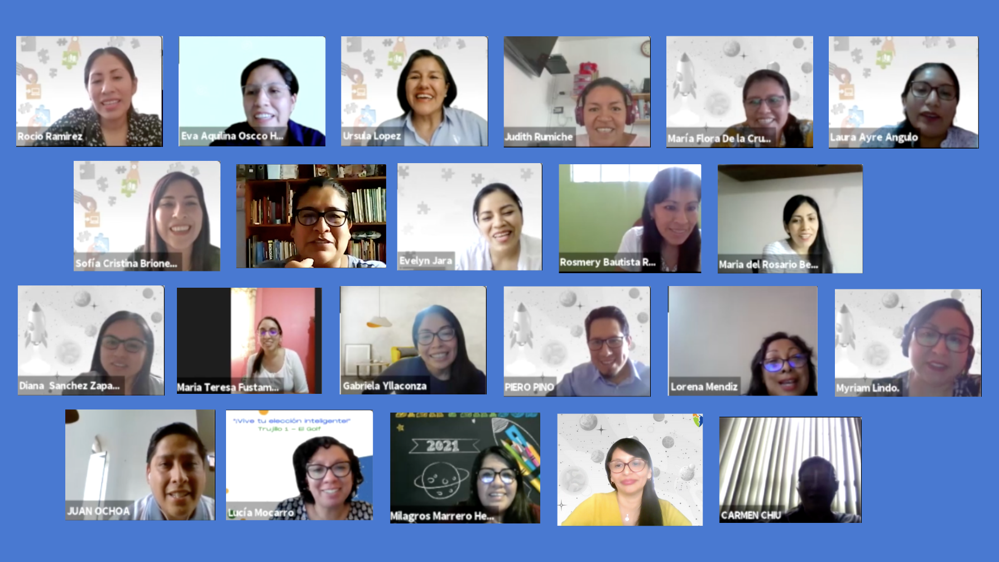 Rocio Ramirez
Eva Aquilina Oscco H...
Ursula Lopez
Judith Rumiche
María Flora De la Cru...
Laura Ayre Angulo
Sofía Cristina Brione...
Evelyn Jara
Rosmery Bautista R...
Maria del Rosario Be...
Diana Sanchez Zapa...
Maria Teresa Fustam...
Gabriela Yllaconza
PIERO PINO
Lorena Mendiz
Myriam Lindo.
"¡Vive tu elección inteligente!"
Trujillo 1 - El Golf
2021
JUAN OCHOA
Lucía Mocarro
Milagros Marrero He...
CARMEN CHIU